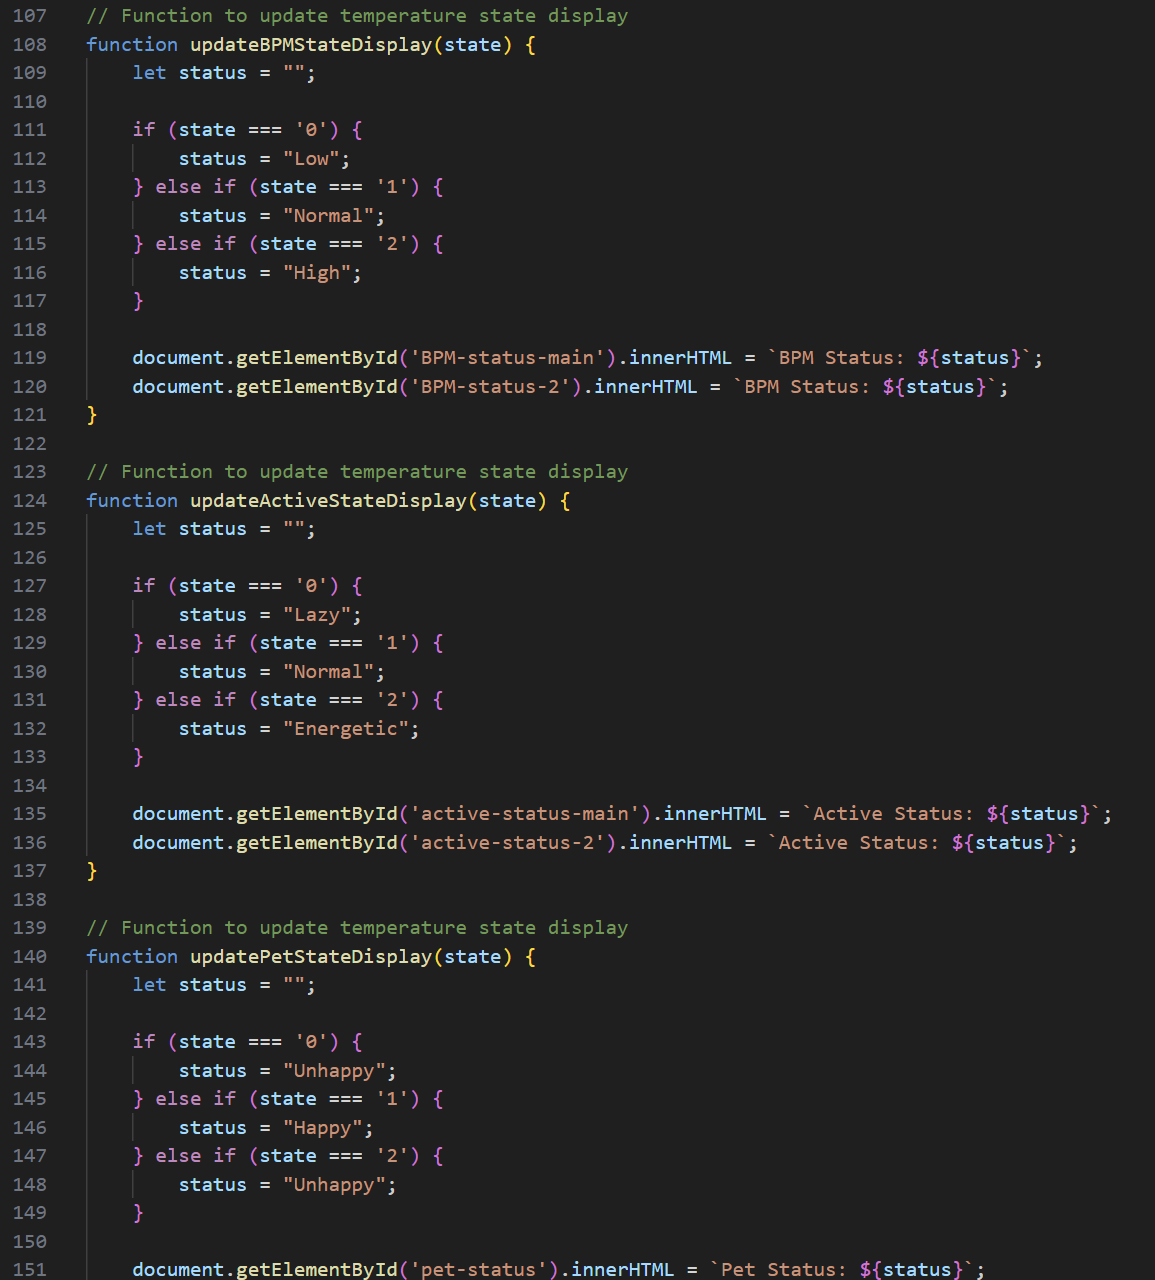 107 // Function to update temperature state display
108 function updateBPMStateDisplay(state) {
109     let status = "";
110
111     if (state === '0') {
112         status = "Low";
113     } else if (state === '1') {
114         status = "Normal";
115     } else if (state === '2') {
116         status = "High";
117     }
118
119     document.getElementById('BPM-status-main').innerHTML = `BPM Status: ${status}`;
120     document.getElementById('BPM-status-2').innerHTML = `BPM Status: ${status}`;
121 }
122
123 // Function to update temperature state display
124 function updateActiveStateDisplay(state) {
125     let status = "";
126
127     if (state === '0') {
128         status = "Lazy";
129     } else if (state === '1') {
130         status = "Normal";
131     } else if (state === '2') {
132         status = "Energetic";
133     }
134
135     document.getElementById('active-status-main').innerHTML = `Active Status: ${status}`;
136     document.getElementById('active-status-2').innerHTML = `Active Status: ${status}`;
137 }
138
139 // Function to update temperature state display
140 function updatePetStateDisplay(state) {
141     let status = "";
142
143     if (state === '0') {
144         status = "Unhappy";
145     } else if (state === '1') {
146         status = "Happy";
147     } else if (state === '2') {
148         status = "Unhappy";
149     }
150
151     document.getElementById('pet-status').innerHTML = `Pet Status: ${status}`;